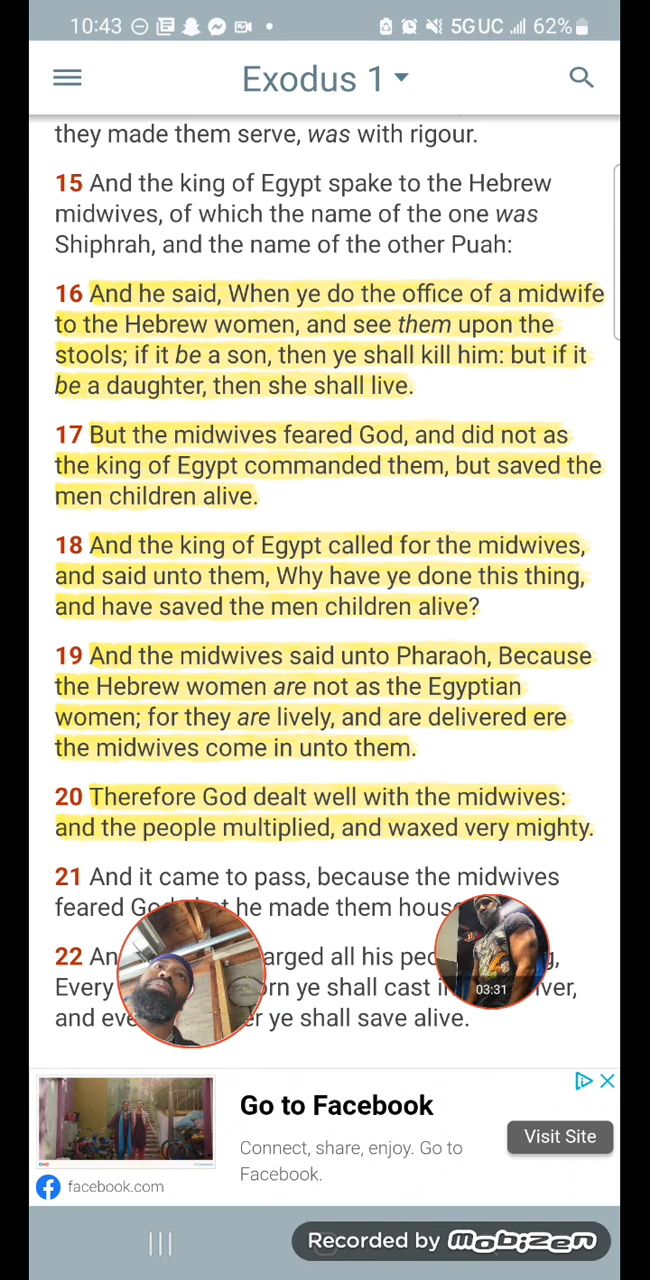 10:43 5G UC 62%
Exodus 1
they made them serve, was with rigour.
15 And the king of Egypt spake to the Hebrew
midwives, of which the name of the one was
Shiphrah, and the name of the other Puah:
16 And he said, When ye do the office of a midwife
to the Hebrew women, and see them upon the
stools; if it be a son, then ye shall kill him: but if it
be a daughter, then she shall live.
17 But the midwives feared God, and did not as
the king of Egypt commanded them, but saved the
men children alive.
18 And the king of Egypt called for the midwives,
and said unto them, Why have ye done this thing,
and have saved the men children alive?
19 And the midwives said unto Pharaoh, Because
the Hebrew women are not as the Egyptian
women; for they are lively, and are delivered ere
the midwives come in unto them.
20 Therefore God dealt well with the midwives:
and the people multiplied, and waxed very mighty.
21 And it came to pass, because the midwives
feared he made them
22 all his
Every ye shall cast
and ye shall save alive.
03:31
Go to Facebook
Connect, share, enjoy. Go to
Facebook.
Visit Site
facebook.com
Recorded by mobizen